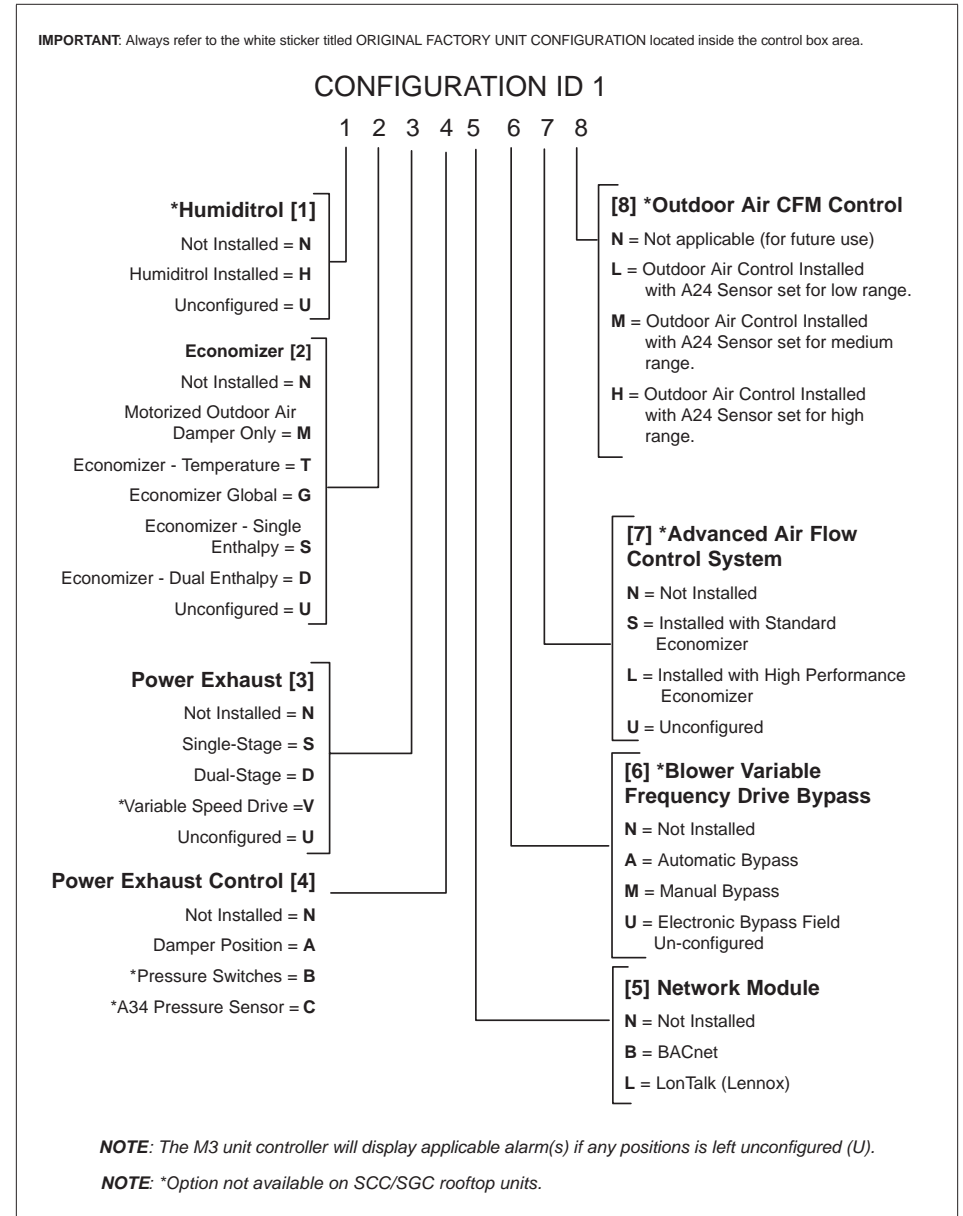 IMPORTANT: Always refer to the white sticker titled ORIGINAL FACTORY UNIT CONFIGURATION located inside the control box area.
CONFIGURATION ID 1
1 2 3 4 5 6 7 8
*Humiditrol [1]
Not Installed = N
Humiditrol Installed = H
Unconfigured = U
Economizer [2]
Not Installed = N
Motorized Outdoor Air
Damper Only = M
Economizer - Temperature = T
Economizer Global = G
Economizer - Single
Enthalpy = S
Economizer - Dual Enthalpy = D
Unconfigured = U
Power Exhaust [3]
Not Installed = N
Single-Stage = S
Dual-Stage = D
*Variable Speed Drive =V
Unconfigured = U
Power Exhaust Control [4]
Not Installed = N
Damper Position = A
*Pressure Switches = B
*A34 Pressure Sensor = C
[8] *Outdoor Air CFM Control
N = Not applicable (for future use)
L = Outdoor Air Control Installed
with A24 Sensor set for low range.
M = Outdoor Air Control Installed
with A24 Sensor set for medium
range.
H = Outdoor Air Control Installed
with A24 Sensor set for high
range.
[7] *Advanced Air Flow
Control System
N = Not Installed
S = Installed with Standard
Economizer
L = Installed with High Performance
Economizer
U = Unconfigured
[6] *Blower Variable
Frequency Drive Bypass
N = Not Installed
A = Automatic Bypass
M = Manual Bypass
U = Electronic Bypass Field
Un-configured
[5] Network Module
N = Not Installed
B = BACnet
L = LonTalk (Lennox)
NOTE: The M3 unit controller will display applicable alarm(s) if any positions is left unconfigured (U).
NOTE: *Option not available on SCC/SGC rooftop units.